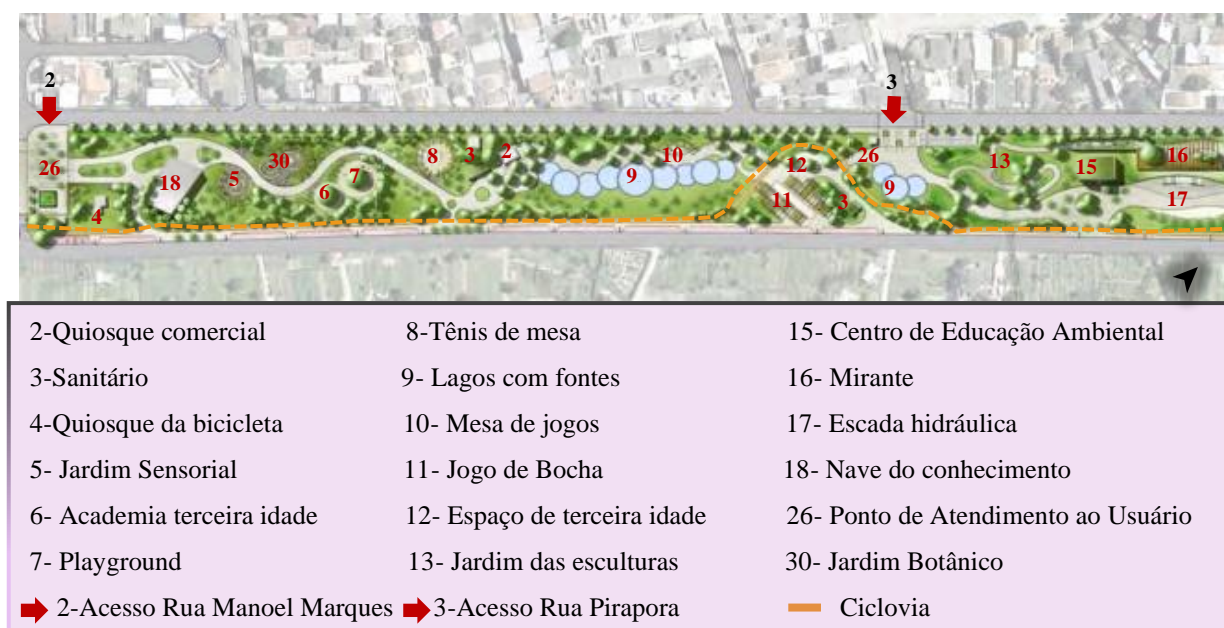 2
3
26
18
5
30
6
7
4
8
3
2
9
10
11
12
3
26
9
13
15
16
17
2-Quiosque comercial
8-Tênis de mesa
15- Centro de Educação Ambiental
3-Sanitário
9- Lagos com fontes
16- Mirante
4-Quiosque da bicicleta
10- Mesa de jogos
17- Escada hidráulica
5- Jardim Sensorial
11- Jogo de Bocha
18- Nave do conhecimento
6- Academia terceira idade
12- Espaço de terceira idade
26- Ponto de Atendimento ao Usuário
7- Playground
13- Jardim das esculturas
30- Jardim Botânico
2-Acesso Rua Manoel Marques
3-Acesso Rua Pirapora
Ciclovia